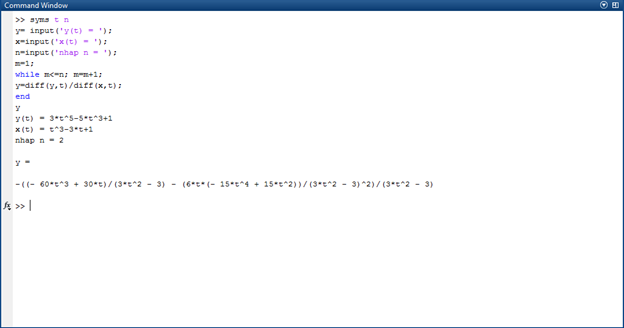 Command Window
>> syms t n
y= input('y(t) = ');
x=input('x(t) = ');
n=input('nhap n = ');
m=1;
while m<=n; m=m+1;
y=diff(y,t)/diff(x,t);
end
y
y(t) = 3*t^5-5*t^3+1
x(t) = t^3-3*t+1
nhap n = 2
y =
-((- 60*t^3 + 30*t)/(3*t^2 - 3) - (6*t*(- 15*t^4 + 15*t^2))/(3*t^2 - 3)^2)/(3*t^2 - 3)
fx >>